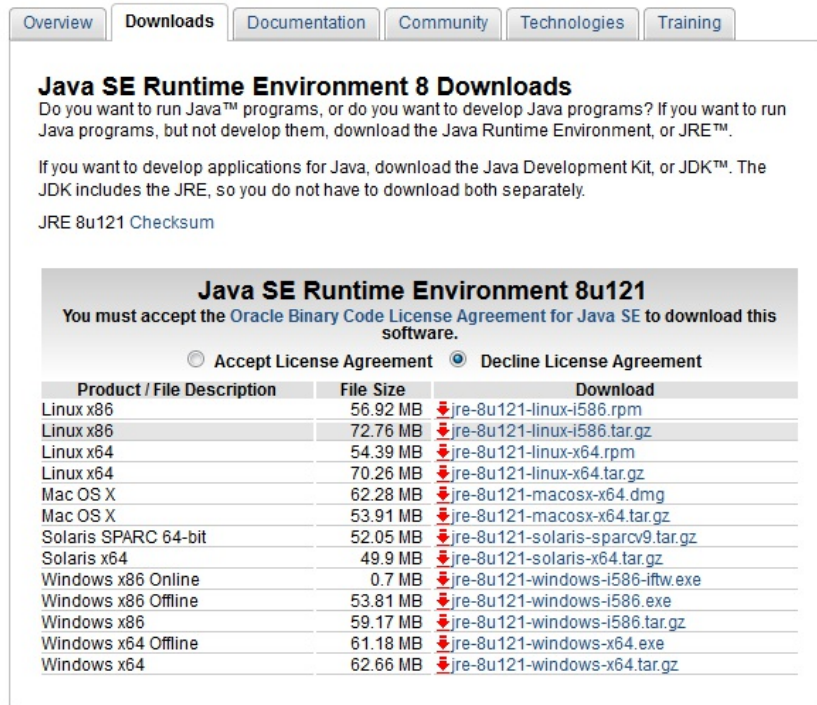 Overview Downloads Documentation Community Technologies Training
Java SE Runtime Environment 8 Downloads
Do you want to run Java™ programs, or do you want to develop Java programs? If you want to run
Java programs, but not develop them, download the Java Runtime Environment, or JRE™.
If you want to develop applications for Java, download the Java Development Kit, or JDK™. The
JDK includes the JRE, so you do not have to download both separately.
JRE 8u121 Checksum
Java SE Runtime Environment 8u121
You must accept the Oracle Binary Code License Agreement for Java SE to download this
software.
Accept License Agreement Decline License Agreement
Product / File Description File Size Download
Linux x86 56.92 MB jre-8u121-linux-i586.rpm
Linux x86 72.76 MB jre-8u121-linux-i586.tar.gz
Linux x64 54.39 MB jre-8u121-linux-x64.rpm
Linux x64 70.26 MB jre-8u121-linux-x64.tar.gz
Mac OS X 62.28 MB jre-8u121-macosx-x64.dmg
Mac OS X 53.91 MB jre-8u121-macosx-x64.tar.gz
Solaris SPARC 64-bit 52.05 MB jre-8u121-solaris-sparcv9.tar.gz
Solaris x64 49.9 MB jre-8u121-solaris-x64.tar.gz
Windows x86 Online 0.7 MB jre-8u121-windows-i586-iftw.exe
Windows x86 Offline 53.81 MB jre-8u121-windows-i586.exe
Windows x86 59.17 MB jre-8u121-windows-i586.tar.gz
Windows x64 Offline 61.18 MB jre-8u121-windows-x64.exe
Windows x64 62.66 MB jre-8u121-windows-x64.tar.gz